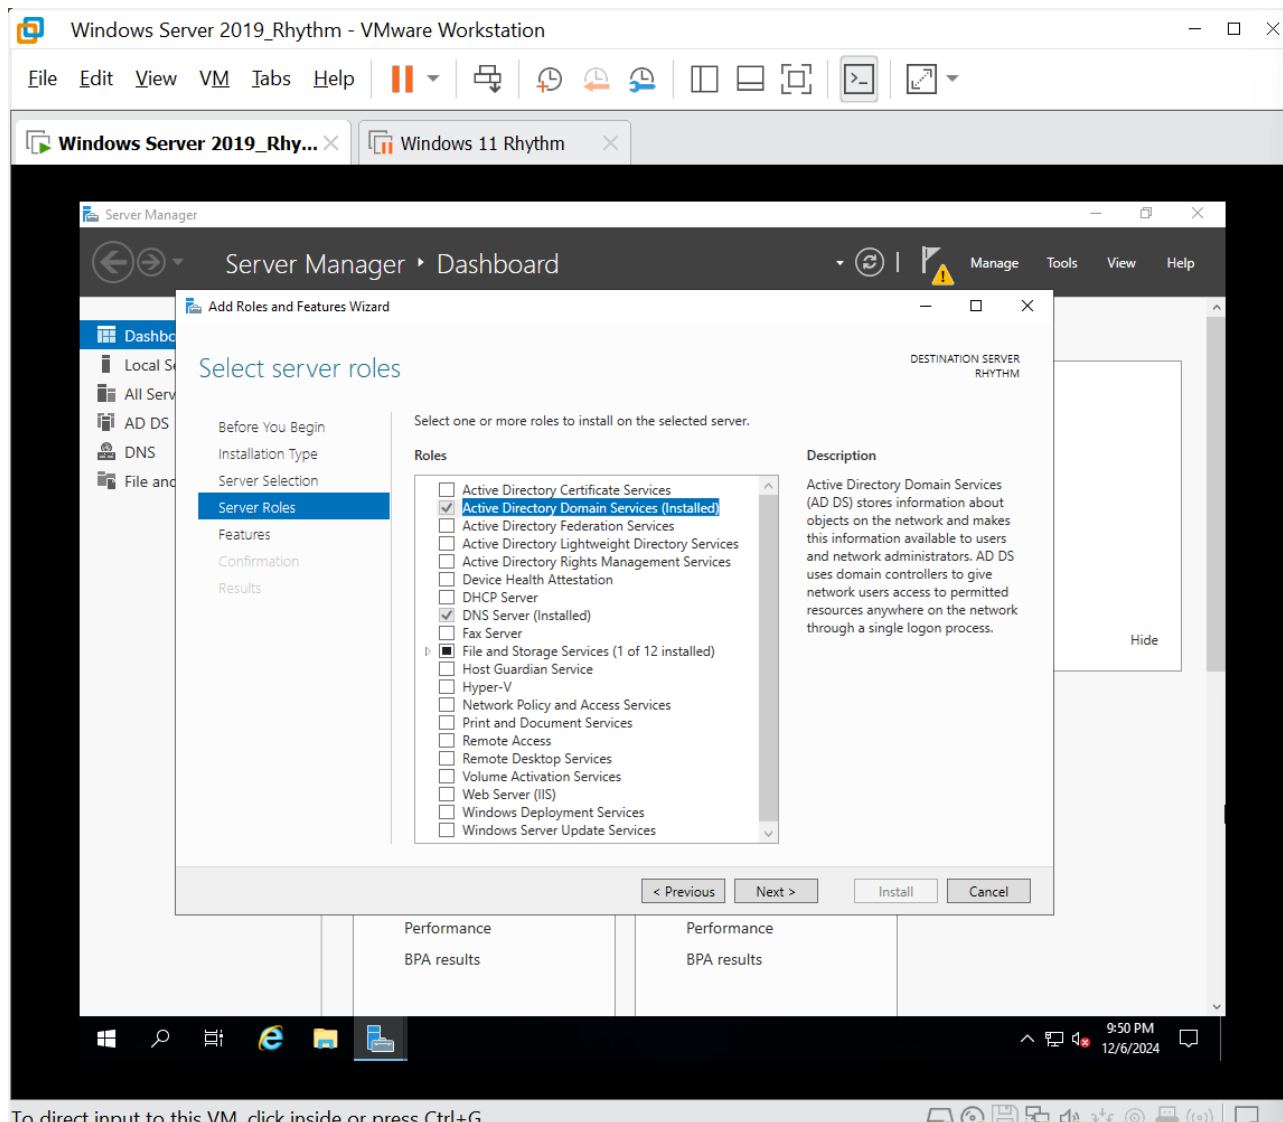 Windows Server 2019_Rhythm - VMware Workstation
File Edit View VM Tabs Help
Windows Serv er 2019_Rhy...
Windows 11 Rhythm
Server Manager
Server Manager • Dashboard
Manage Tools View Help
Add Roles and Features Wizard
Dashbo
Local Se
All Serv
AD DS
DNS
File and
Select server roles
DESTINATION SERVER
RHYTHM
Before You Begin
Installation Type
Server Selection
Server Roles
Features
Confirmation
Results
Select one or more roles to install on the selected server.
Roles
Active Directory Certificate Services
Active Directory Domain Services (Installed)
Active Directory Federation Services
Active Directory Lightweight Directory Services
Active Directory Rights Management Services
Device Health Attestation
DHCP Server
DNS Server (Installed)
Fax Server
File and Storage Services (1 of 12 installed)
Host Guardian Service
Hyper-V
Network Policy and Access Services
Print and Document Services
Remote Access
Remote Desktop Services
Volume Activation Services
Web Server (IIS)
Windows Deployment Services
Windows Server Update Services
Description
Active Directory Domain Services
(AD DS) stores information about
objects on the network and makes
this information available to users
and network administrators. AD DS
uses domain controllers to give
network users access to permitted
resources anywhere on the network
through a single logon process.
Hide
< Previous
Next >
Install
Cancel
Performance
BPA results
Performance
BPA results
9:50 PM
12/6/2024
To direct input to this VM, click inside or press Ctrl+G.